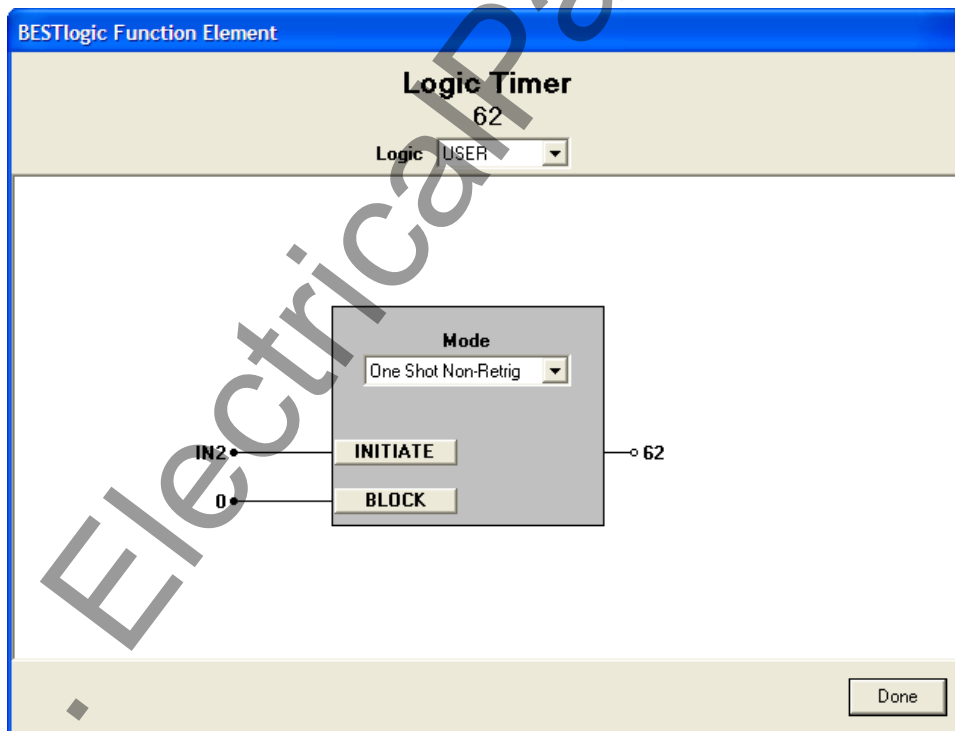 BESTlogic Function Element
Logic Timer
62
Logic USER
Mode
One Shot Non-Retrig
IN2 INITIATE 62
0 BLOCK
Done
. ElectricalPa